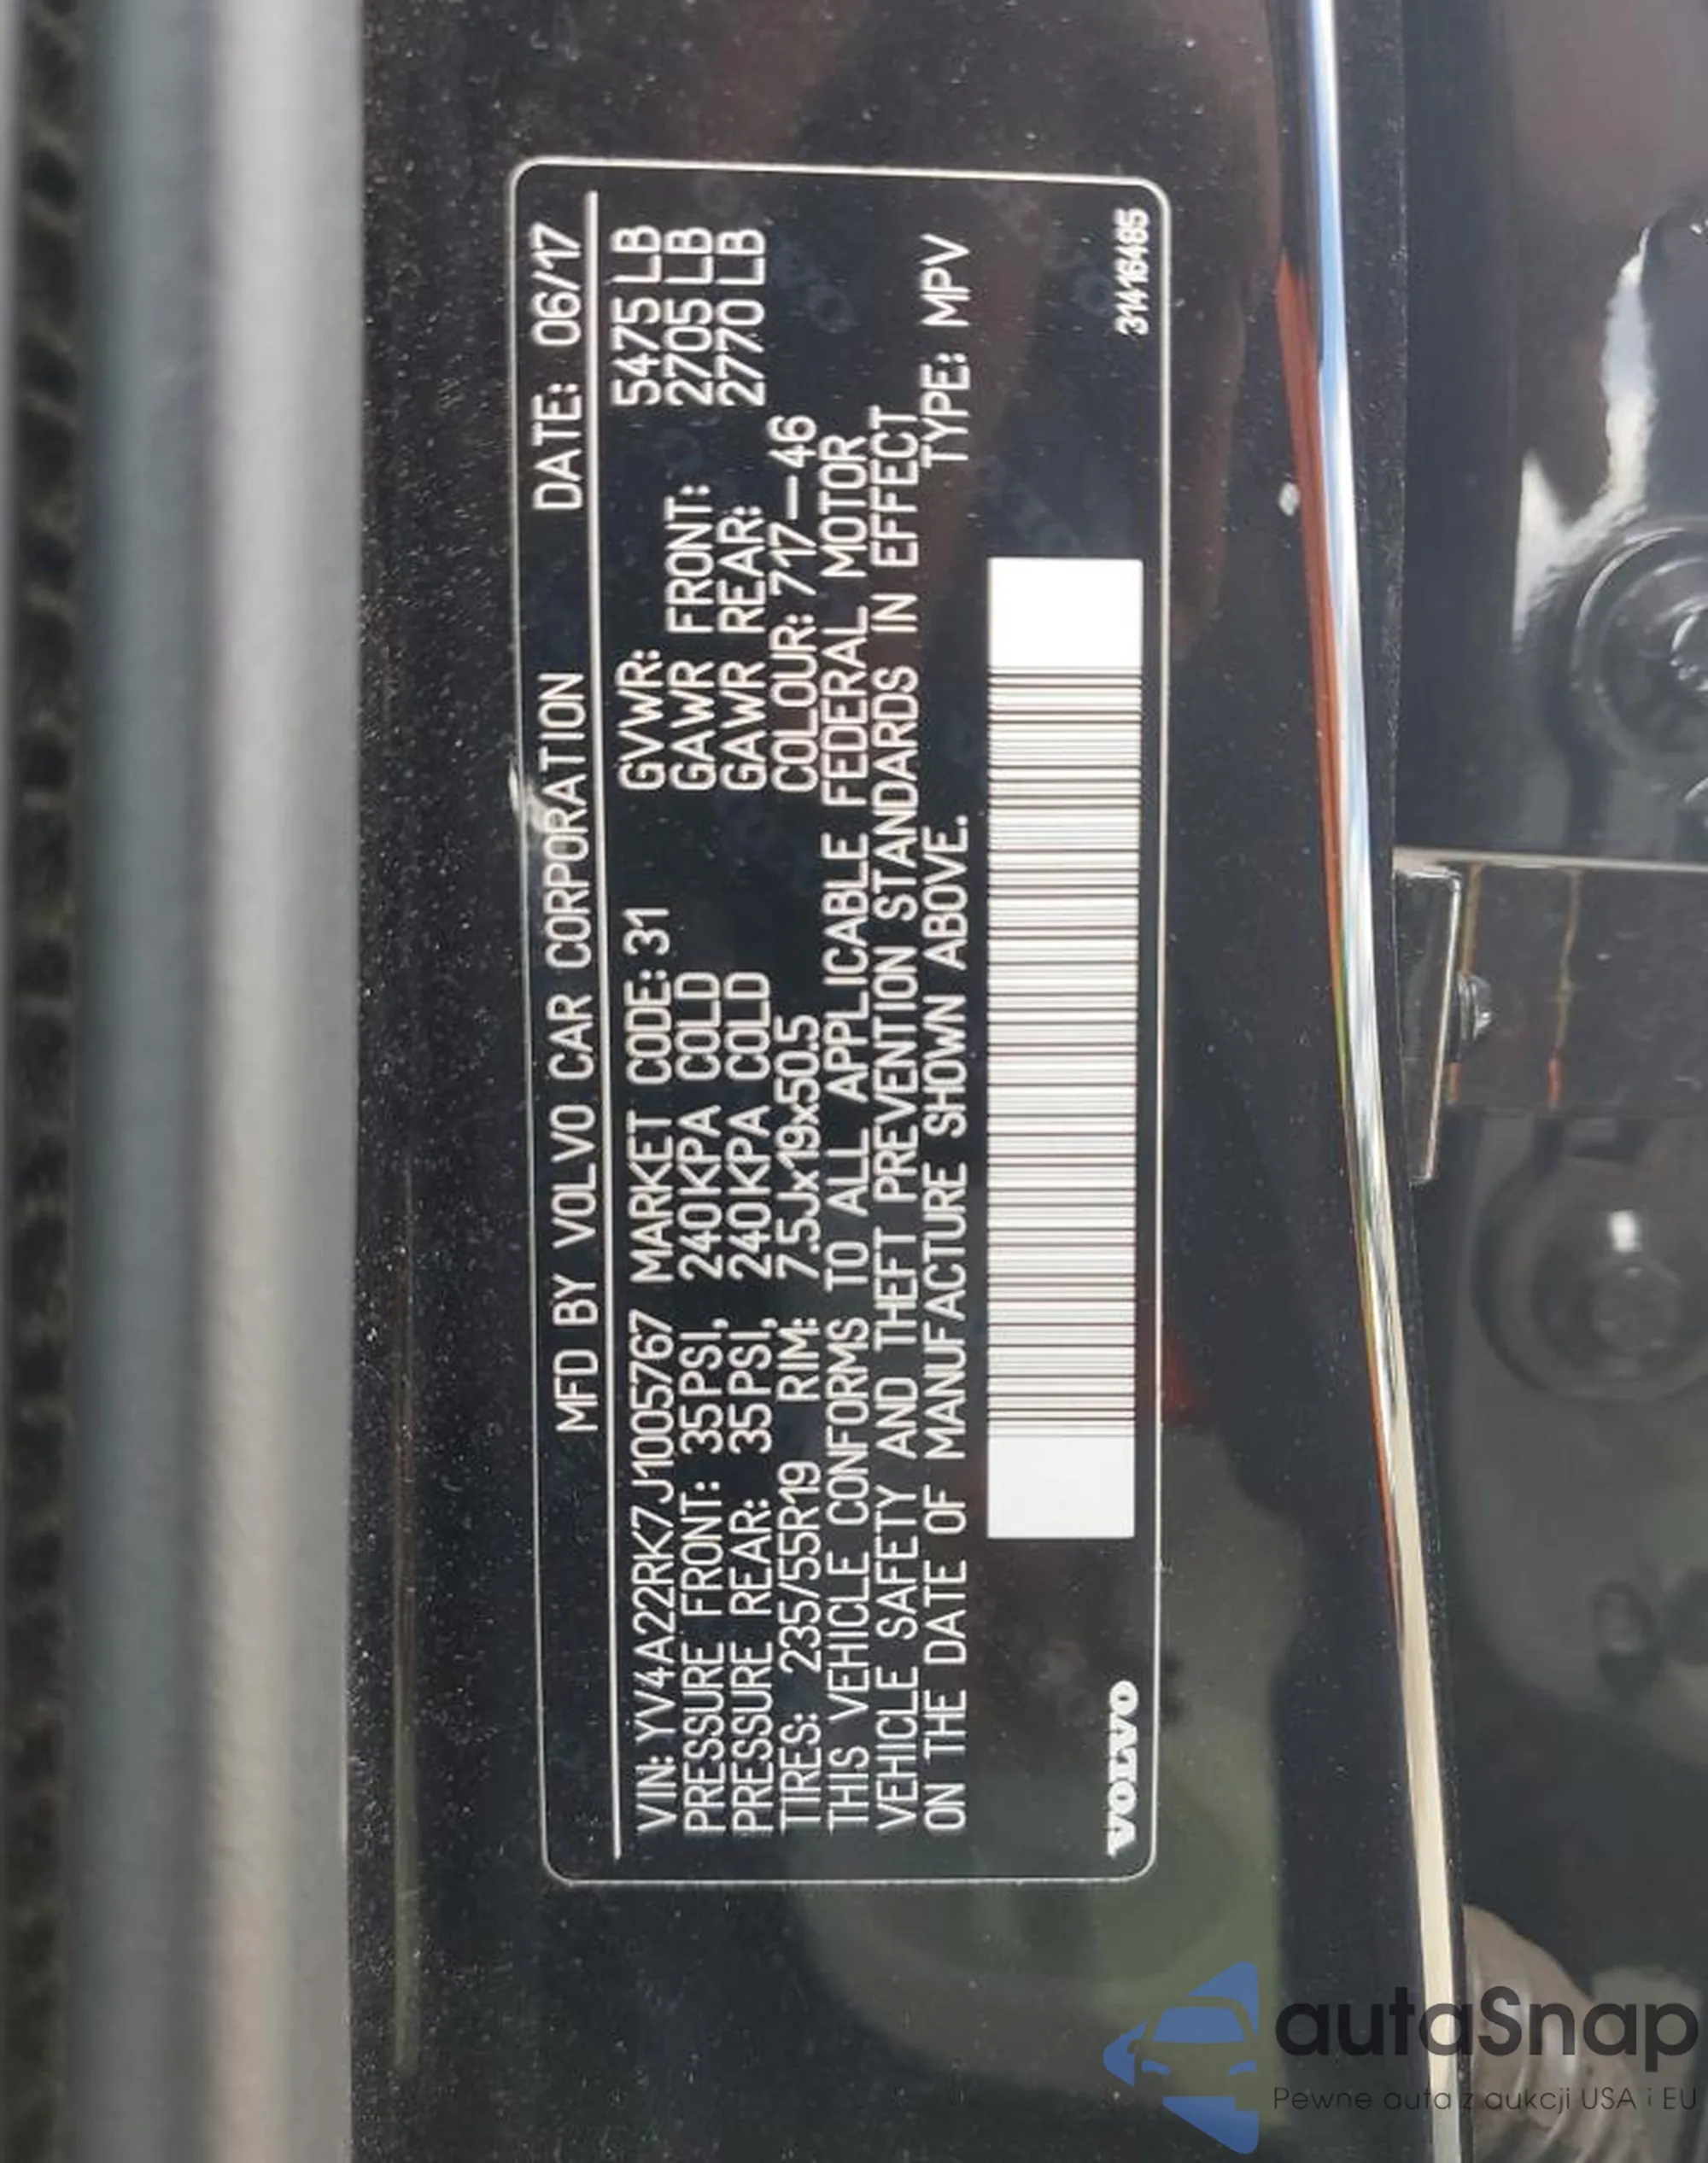 MFD BY VOLVO CAR CORPORATION DATE: 06/17
VIN: YV4A22RK7J1005767 MARKET CODE: 31 GVWR: 5475 LB
PRESSURE FRONT: 35PSI, 240KPA COLD GAWR FRONT: 2705 LB
PRESSURE REAR: 35PSI, 240KPA COLD GAWR REAR: 2770 LB
TIRES: 235/55R19 RIM: 7.5Jx19x50.5 COLOUR: 717-46
THIS VEHICLE CONFORMS TO ALL APPLICABLE FEDERAL MOTOR
VEHICLE SAFETY AND THEFT PREVENTION STANDARDS IN EFFECT
ON THE DATE OF MANUFACTURE SHOWN ABOVE. TYPE: MPV
VOLVO 31416485
autaSnap
Pewne auta z aukcji USA i EU